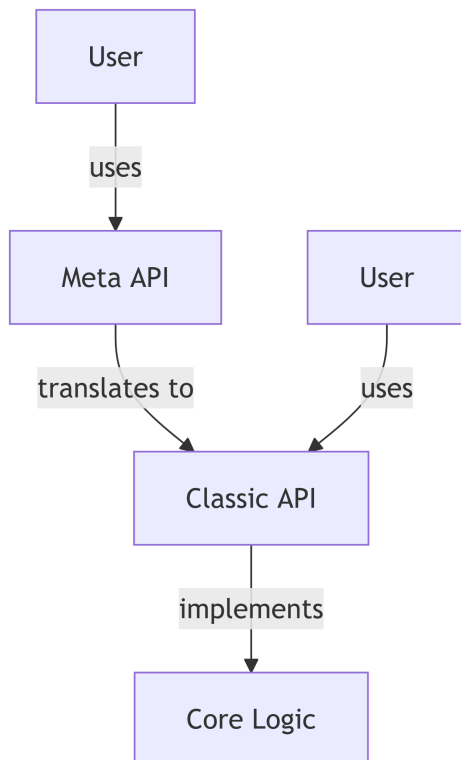 User
uses
Meta API
User
translates to
uses
Classic API
implements
Core Logic